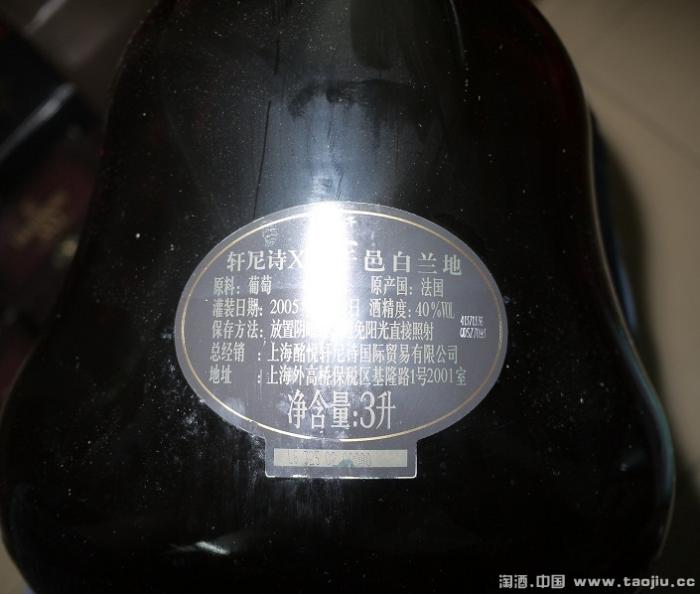 轩尼诗X 邑白兰地
原料: 葡萄 原产国: 法国
灌装日期: 2005 日 酒精度: 40%VOL
保存方法: 放置阴 免阳光直接照射
总经销 : 上海酩悦轩尼诗国际贸易有限公司
地址 : 上海外高桥保税区基隆路1号2001室
净含量:3升
淘酒.中国 www.taojiu.cc